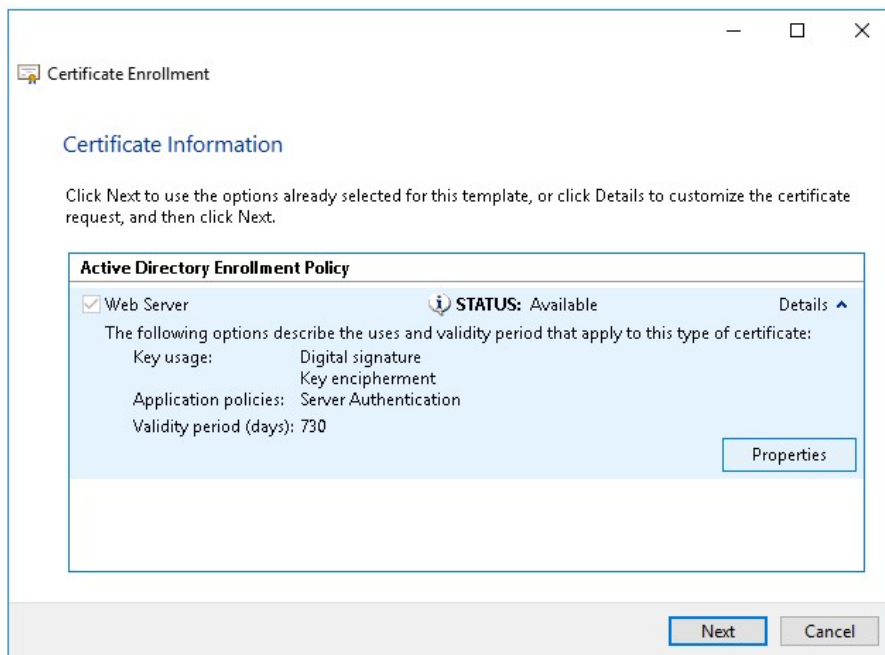 Certificate Enrollment
Certificate Information
Click Next to use the options already selected for this template, or click Details to customize the certificate
request, and then click Next.
Active Directory Enrollment Policy
Web Server STATUS: Available Details
The following options describe the uses and validity period that apply to this type of certificate:
Key usage: Digital signature
Key encipherment
Application policies: Server Authentication
Validity period (days): 730
Properties
Next Cancel